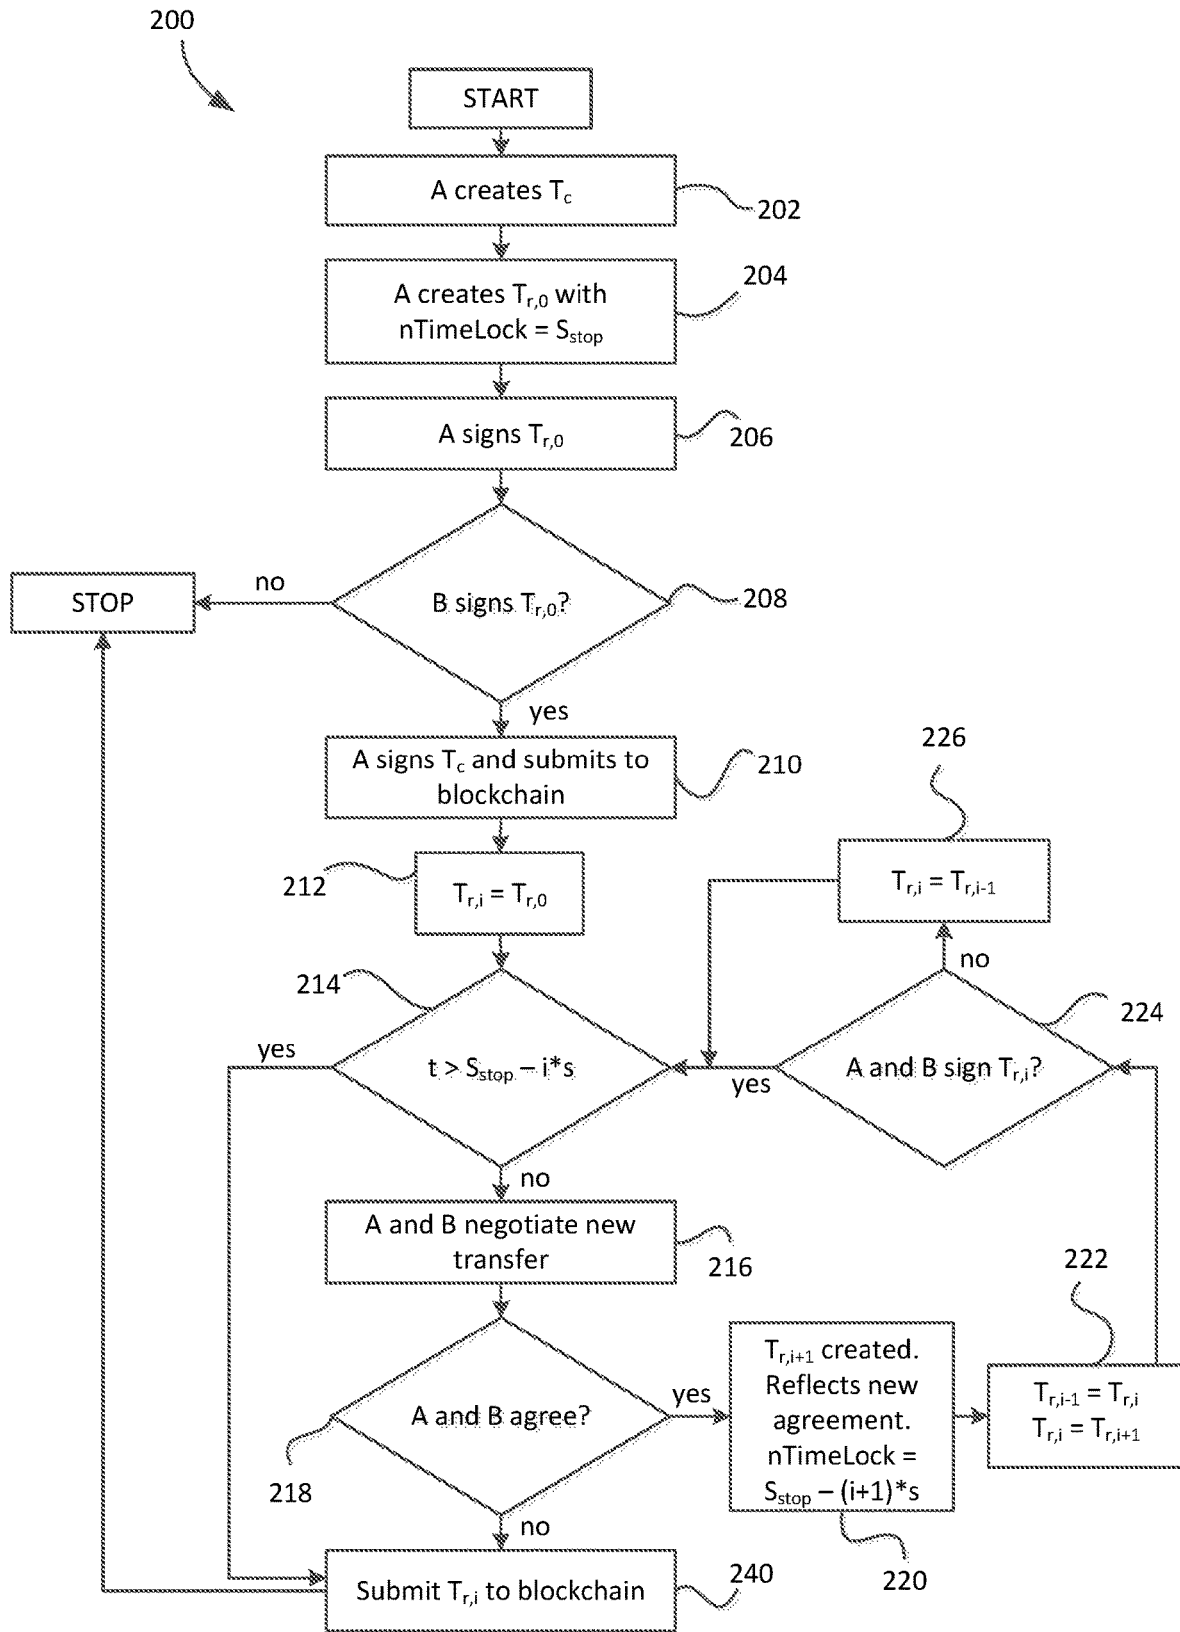 200
START
A creates Tc
202
A creates Tr,0 with
nTimeLock = Sstop
204
A signs Tr,0
206
B signs Tr,0?
208
no
STOP
yes
A signs Tc and submits to
blockchain
210
226
212
Tr,i = Tr,0
Tr,i = Tr,i-1
no
214
224
yes
t > Sstop – i*s
yes
A and B sign Tr,i?
no
A and B negotiate new
transfer
216
222
Tr,i+1 created.
Reflects new
agreement.
nTimeLock =
Sstop – (i+1)*s
yes
A and B agree?
Tr,i-1 = Tr,i
Tr,i = Tr,i+1
218
no
220
Submit Tr,i to blockchain
240